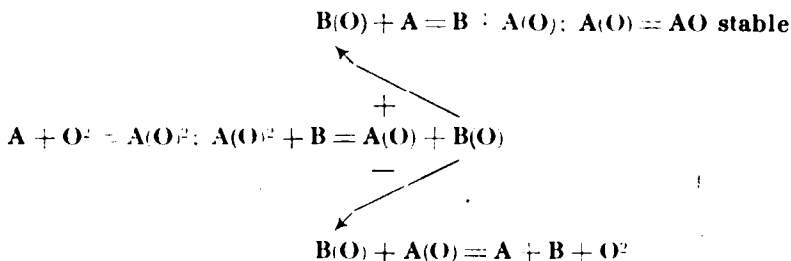 B(O) + A = B + A(O); A(O) = AO stable
+
A + O² = A(O)²; A(O)² + B = A(O) + B(O)
—
B(O) + A(O) = A + B + O²